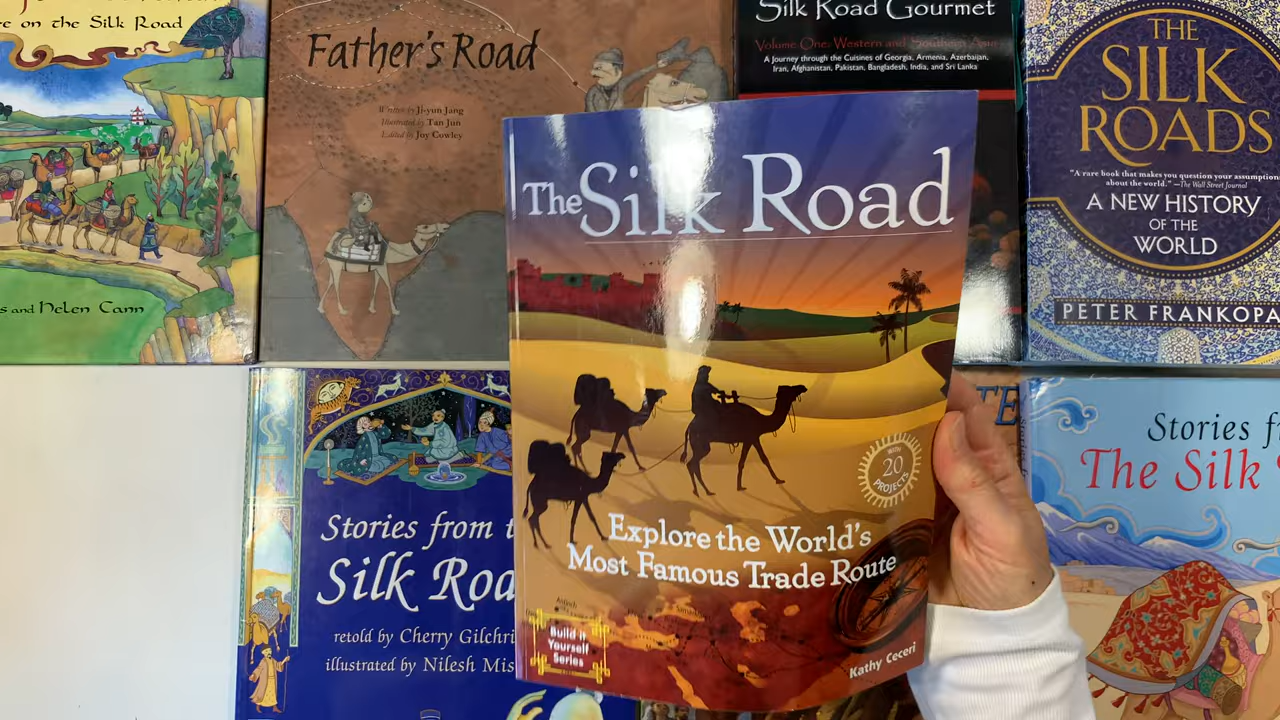 on the Silk Road
s and Helen Cann
Father's Road
Written by Ji-yun Jang
Illustrated by Tan Jun
Edited by Joy Cowley
Silk Road Gourmet
Volume One: Western and Southern Asia
A Journey through the Cuisines of Georgia, Armenia, Azerbaijan,
Iran, Afghanistan, Pakistan, Bangladesh, India, and Sri Lanka
THE
SILK
ROADS
"A rare book that makes you question your assumptions
about the world." —The Wall Street Journal
A NEW HISTORY
OF THE
WORLD
PETER FRANKOPA
The Silk Road
WITH
20
PROJECTS
Explore the World's
Most Famous Trade Route
Build It
Yourself
Series
Kathy Ceceri
Stories from t
Silk Roa
retold by Cherry Gilchri
illustrated by Nilesh Mis
TE
Stories f
The Silk